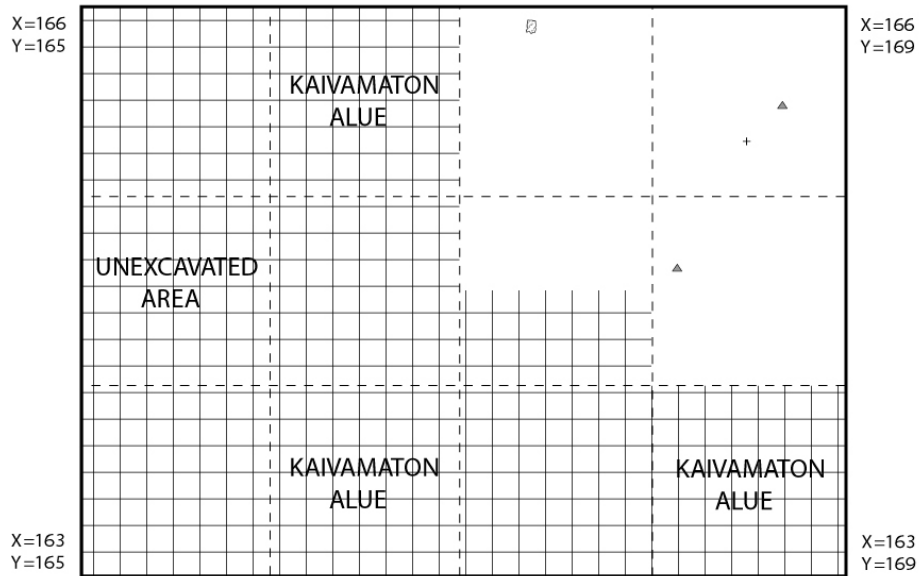 X=166
Y=165
X=166
Y=169
KAIVAMATON
ALUE
UNEXCAVATED
AREA
KAIVAMATON
ALUE
KAIVAMATON
ALUE
X=163
Y=165
X=163
Y=169